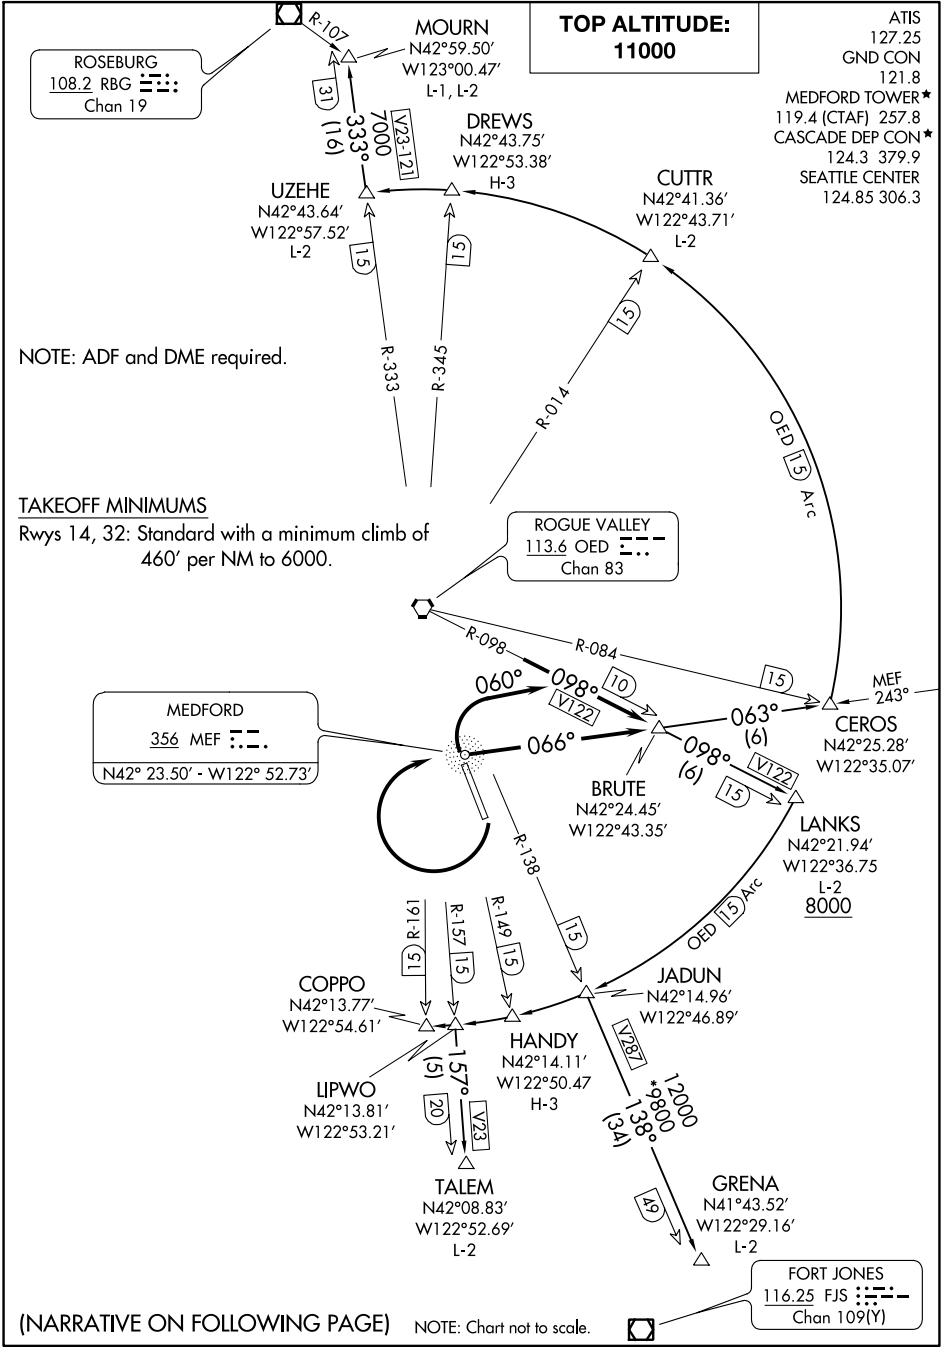 TOP ALTITUDE:
11000
ATIS
127.25
GND CON
121.8
MEDFORD TOWER★
119.4 (CTAF) 257.8
CASCADE DEP CON★
124.3 379.9
SEATTLE CENTER
124.85 306.3
ROSEBURG
108.2 RBG
Chan 19
R-107
MOURN
N42°59.50'
W123°00.47'
L-1, L-2
31
333°
(16)
7000
V23-121
DREWS
N42°43.75'
W122°53.38'
H-3
UZEHE
N42°43.64'
W122°57.52'
L-2
CUTTR
N42°41.36'
W122°43.71'
L-2
15
15
15
R-333
R-345
R-014
NOTE: ADF and DME required.
OED 15 Arc
TAKEOFF MINIMUMS
Rwys 14, 32: Standard with a minimum climb of
460' per NM to 6000.
ROGUE VALLEY
113.6 OED
Chan 83
R-098
R-084
060°
098°
V122
10
15
MEF
243°
MEDFORD
356 MEF
N42° 23.50' - W122° 52.73'
066°
063°
(6)
CEROS
N42°25.28'
W122°35.07'
098°
(6)
V122
15
BRUTE
N42°24.45'
W122°43.35'
LANKS
N42°21.94'
W122°36.75
L-2
8000
R-138
15
OED 15 Arc
R-161
15
R-157
15
R-149
15
COPPO
N42°13.77'
W122°54.61'
JADUN
N42°14.96'
W122°46.89'
HANDY
N42°14.11'
W122°50.47
H-3
LIPWO
N42°13.81'
W122°53.21'
157°
(5)
V23
20
V287
12000
*9800
138°
(34)
49
TALEM
N42°08.83'
W122°52.69'
L-2
GRENA
N41°43.52'
W122°29.16'
L-2
FORT JONES
116.25 FJS
Chan 109(Y)
(NARRATIVE ON FOLLOWING PAGE)
NOTE: Chart not to scale.